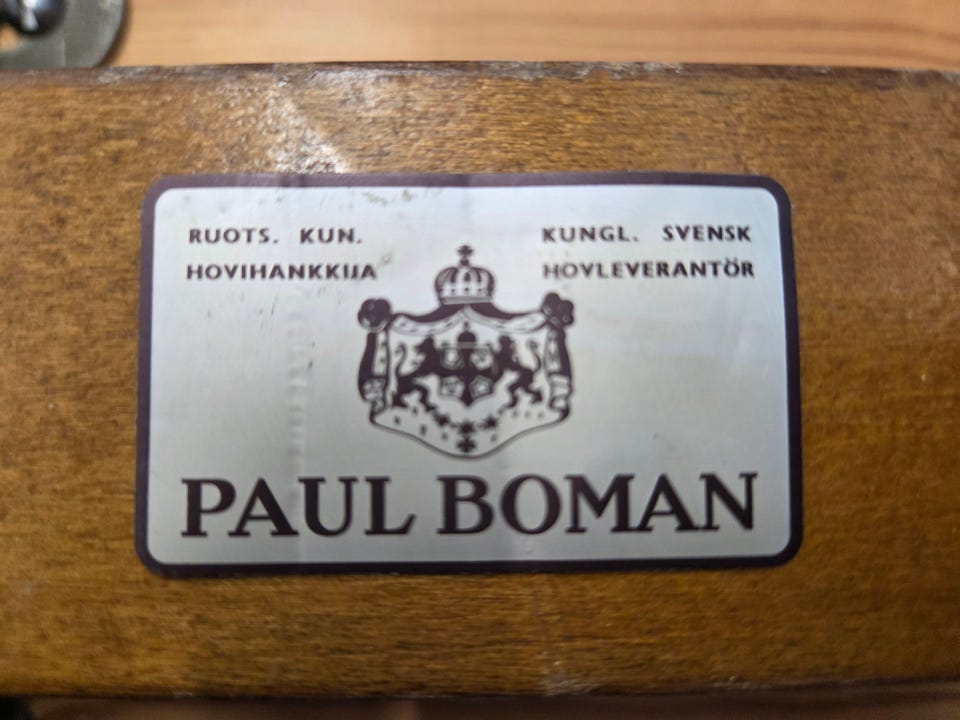 RUOTS. KUN.
HOVIHANKKIJA
KUNGL. SVENSK
HOVLEVERANTÖR
PAUL BOMAN